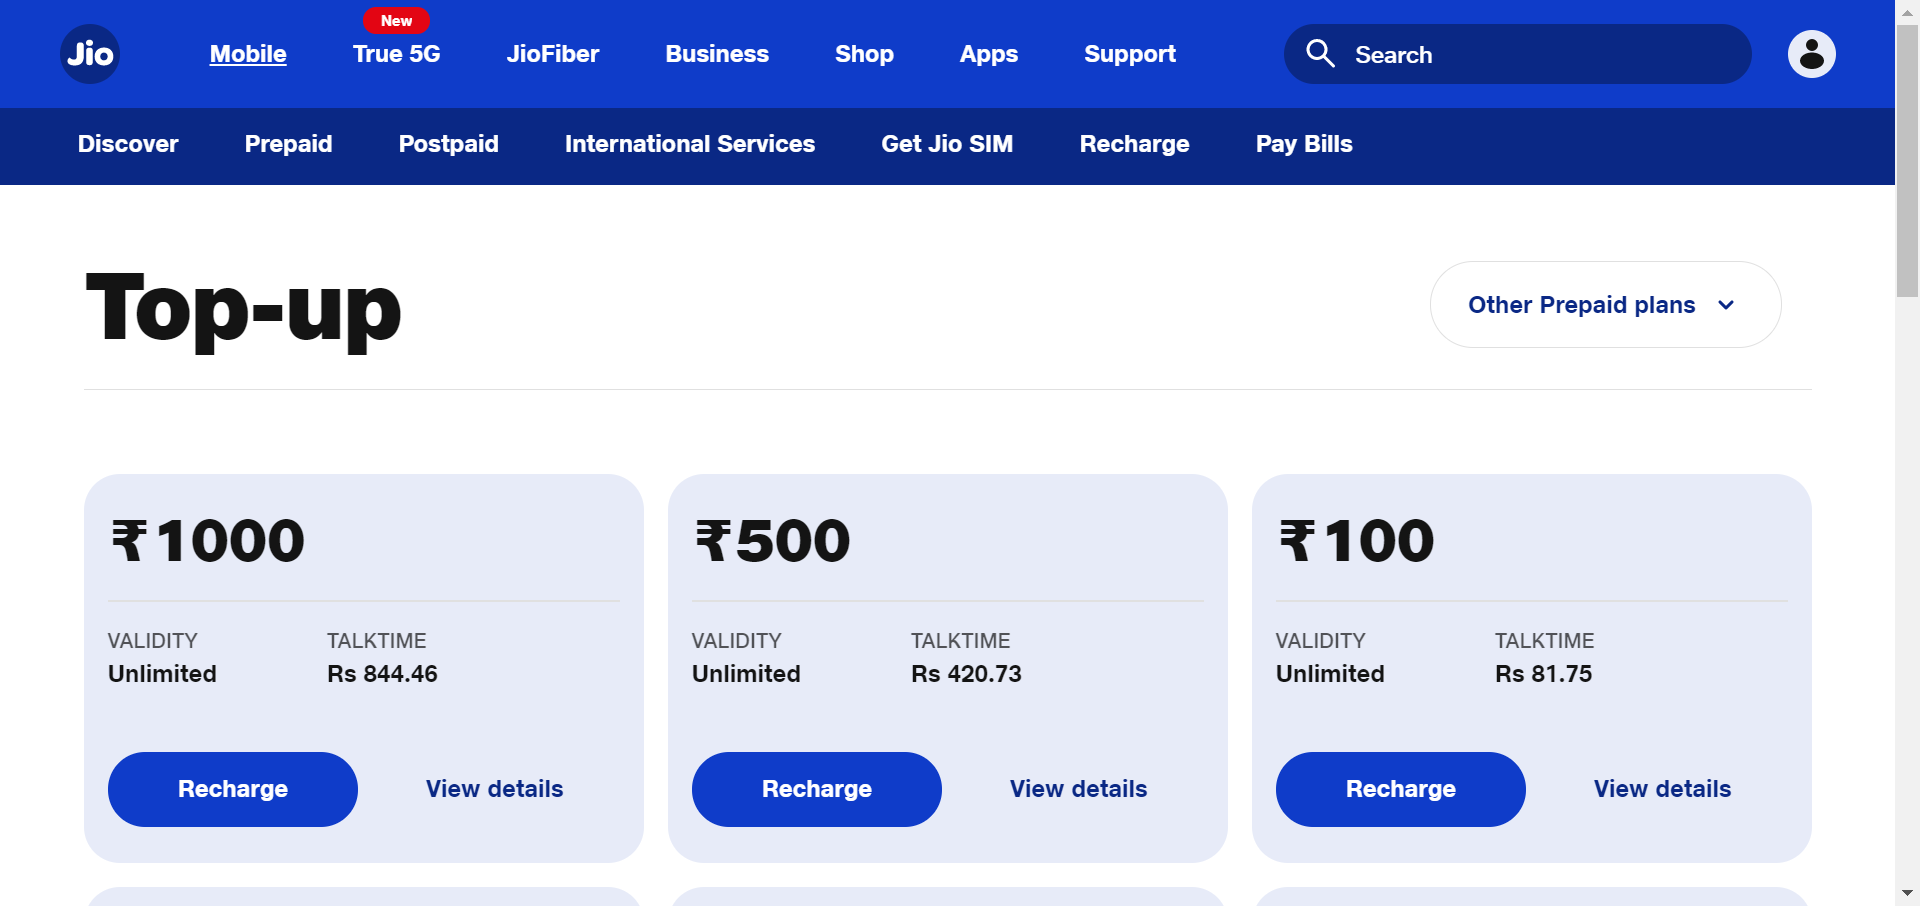 New
Jio Mobile True 5G JioFiber Business Shop Apps Support Search
Discover Prepaid Postpaid International Services Get Jio SIM Recharge Pay Bills
Top-up
Other Prepaid plans
₹1000
VALIDITY TALKTIME
Unlimited Rs 844.46
Recharge View details
₹500
VALIDITY TALKTIME
Unlimited Rs 420.73
Recharge View details
₹100
VALIDITY TALKTIME
Unlimited Rs 81.75
Recharge View details